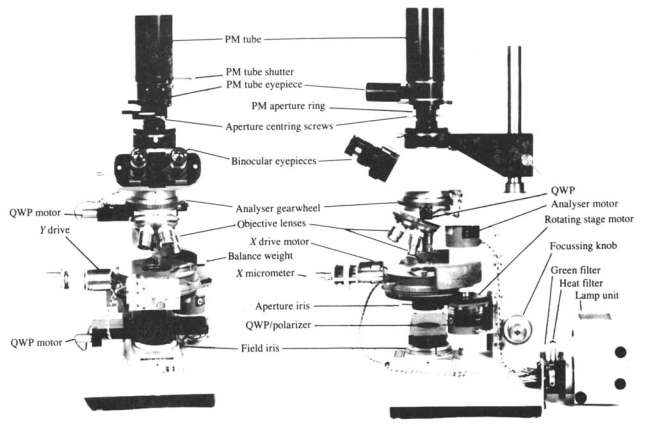 PM tube
PM tube shutter
PM tube eyepiece
PM aperture ring
Aperture centring screws
Binocular eyepieces
QWP
Analyser gearwheel
Analyser motor
QWP motor
Rotating stage motor
Objective lenses
Y drive
X drive motor
Focussing knob
Balance weight
Green filter
X micrometer
Heat filter
Lamp unit
Aperture iris
QWP/polarizer
QWP motor
Field iris